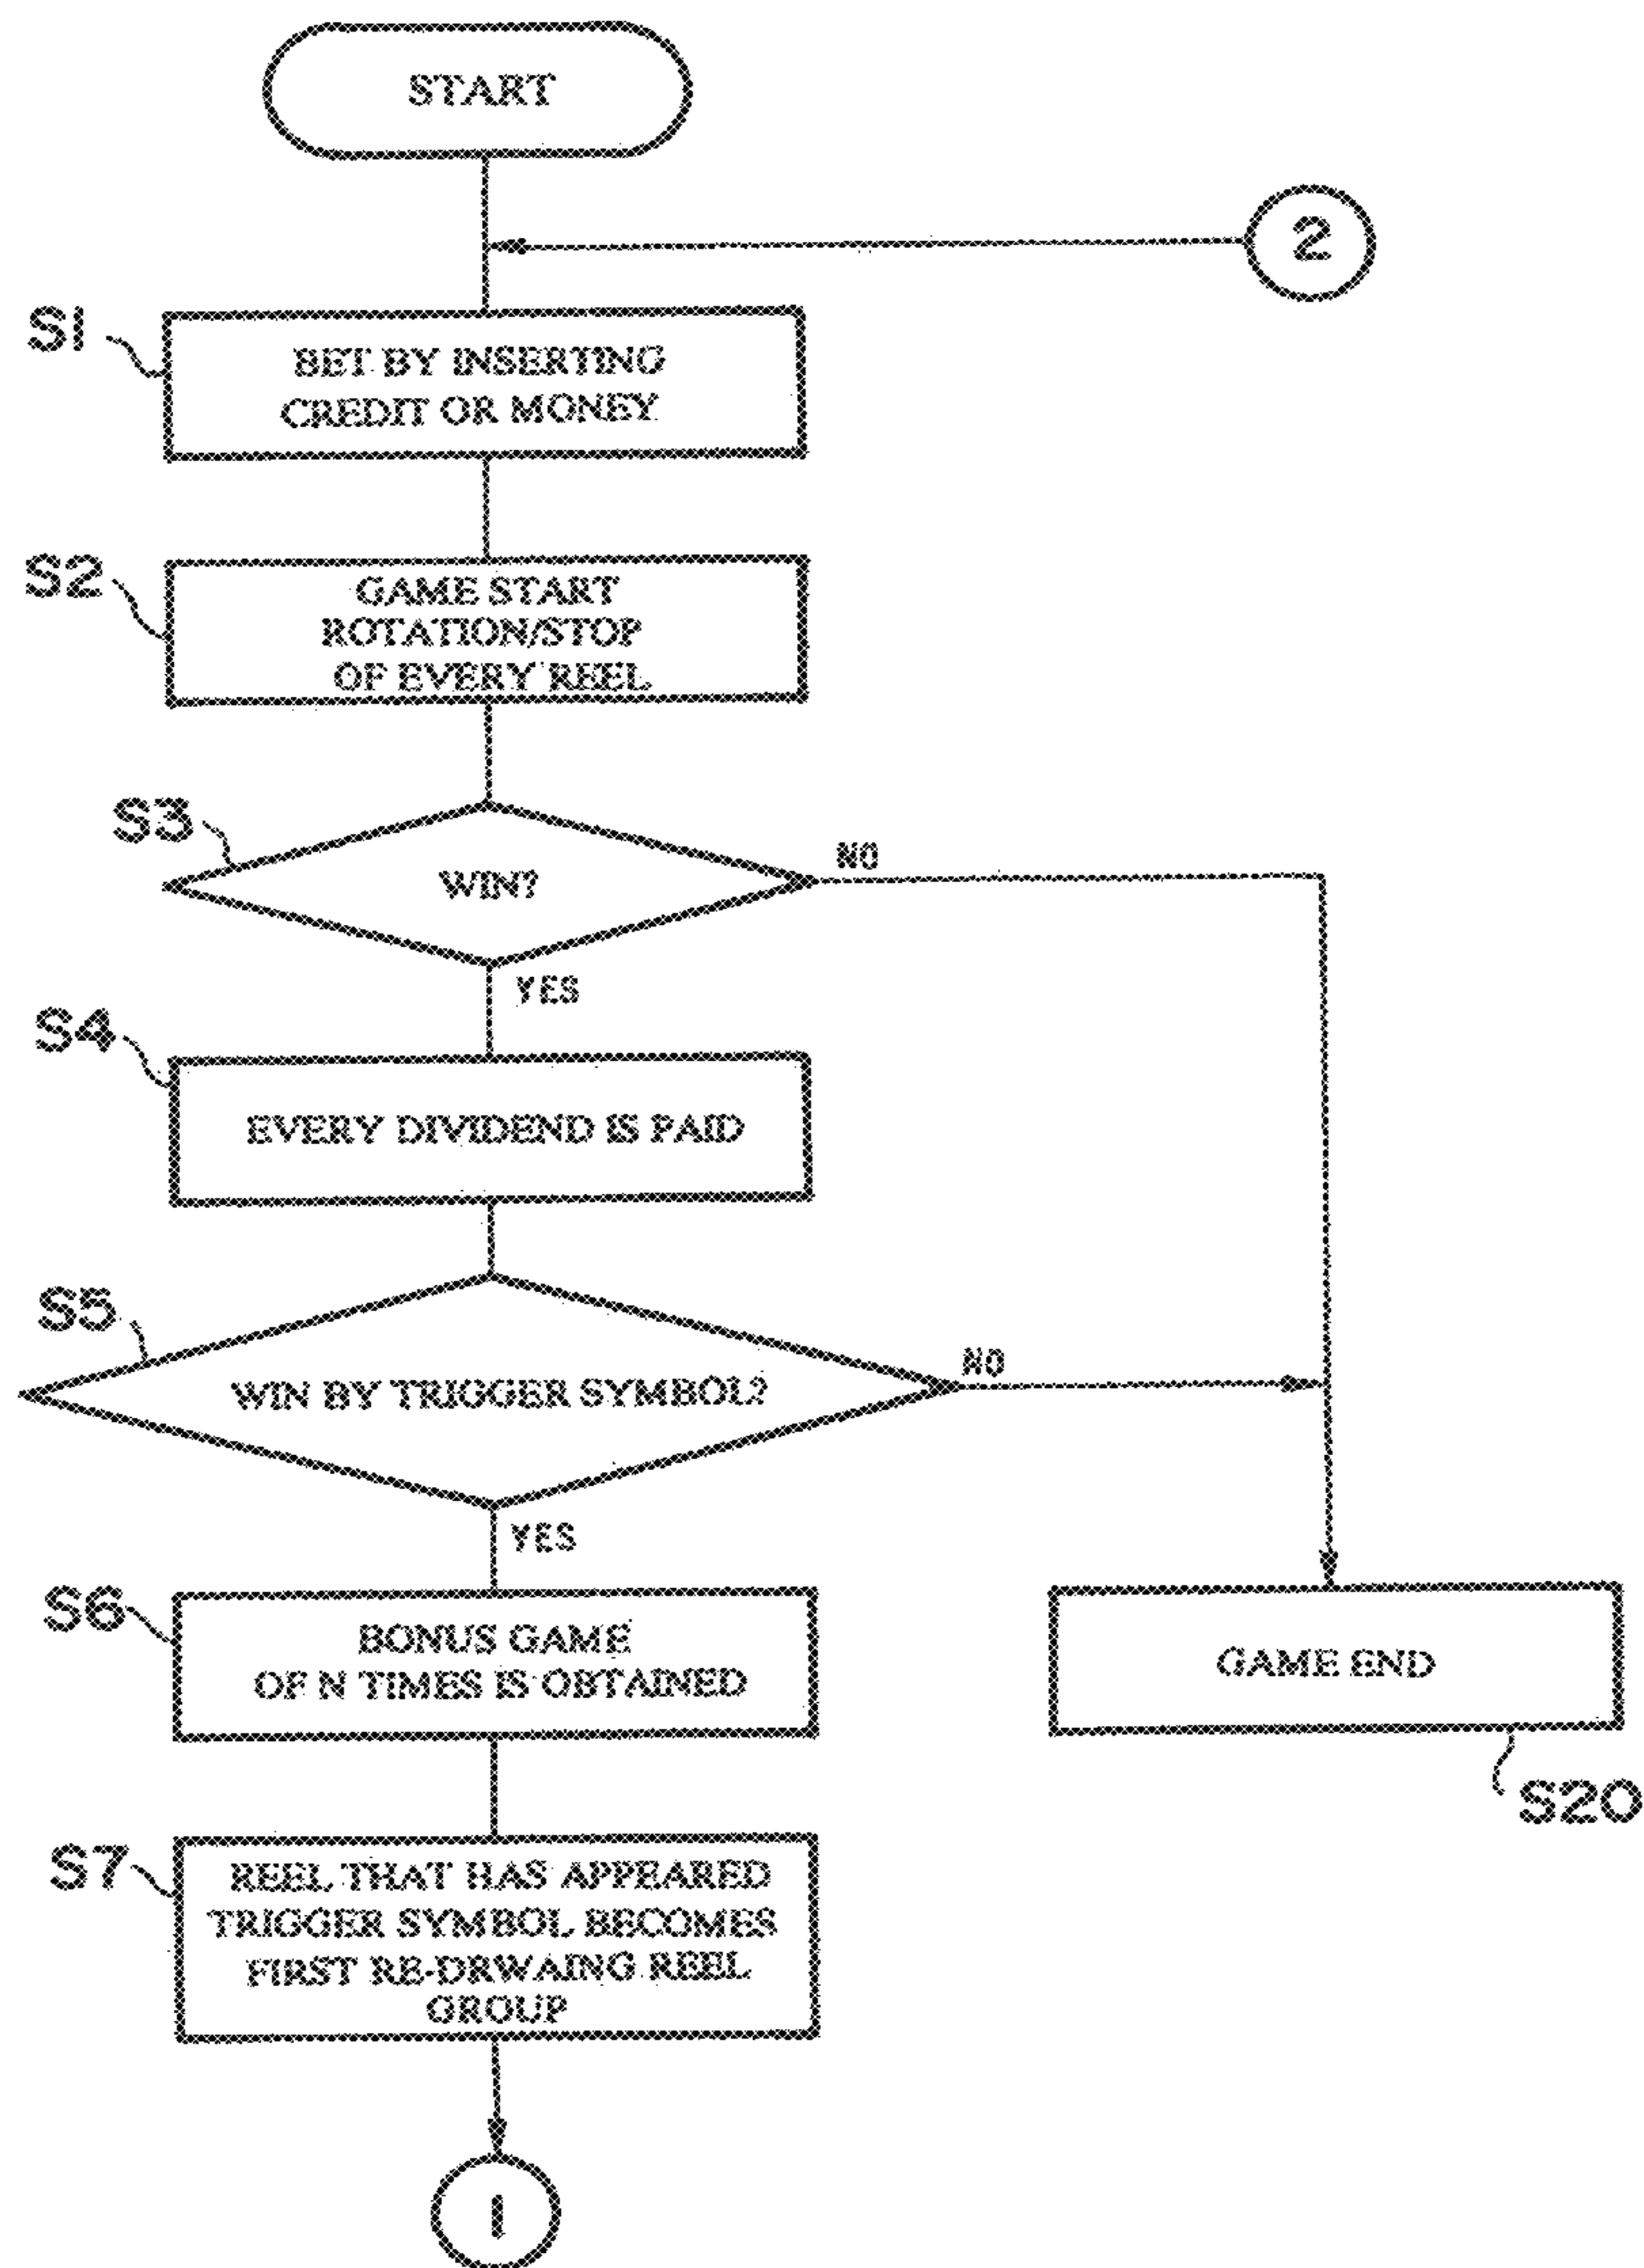 START
2
S1
BET BY INSERTING
CREDIT OR MONEY
S2
GAME START
ROTATION/STOP
OF EVERY REEL
S3
WIN?
NO
YES
S4
EVERY DIVIDEND IS PAID
S5
WIN BY TRIGGER SYMBOL?
NO
YES
S6
BONUS GAME
OF N TIMES IS OBTAINED
GAME END
S20
S7
REEL THAT HAS APPEARED
TRIGGER SYMBOL BECOMES
FIRST RE-DRWAING REEL
GROUP
1